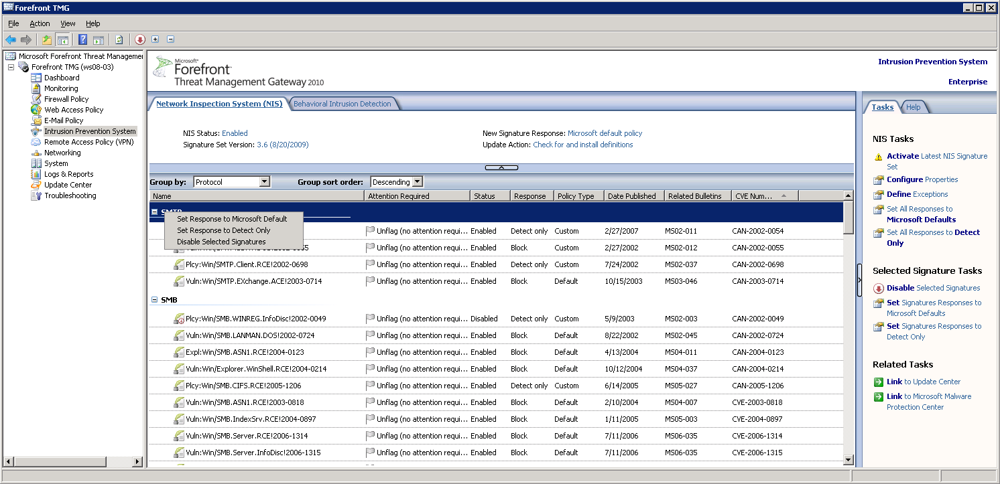 Forefront TMG
File Action View Help
Microsoft Forefront Threat Managemen
Forefront TMG (ws08-03)
Dashboard
Monitoring
Firewall Policy
Web Access Policy
E-Mail Policy
Intrusion Prevention System
Remote Access Policy (VPN)
Networking
System
Logs & Reports
Update Center
Troubleshooting
Microsoft®
Forefront™
Threat Management Gateway 2010
Intrusion Prevention System
Enterprise
Network Inspection System (NIS) Behavioral Intrusion Detection
NIS Status: Enabled New Signature Response: Microsoft default policy
Signature Set Version: 3.6 (8/20/2009) Update Action: Check for and install definitions
Group by: Protocol Group sort order: Descending
Name Attention Required Status Response Policy Type Date Published Related Bulletins CVE Num...
SMTP
Set Response to Microsoft Default
Set Response to Detect Only
Disable Selected Signatures
Unflag (no attention requi... Enabled Detect only Custom 2/27/2007 MS02-011 CAN-2002-0054
Unflag (no attention requi... Enabled Block Custom 2/27/2002 MS02-012 CAN-2002-0055
Plcy:Win/SMTP.Client.RCE!2002-0698 Unflag (no attention requi... Enabled Detect only Custom 7/24/2002 MS02-037 CAN-2002-0698
Vuln:Win/SMTP.EXchange.ACE!2003-0714 Unflag (no attention requi... Enabled Block Default 10/15/2003 MS03-046 CAN-2003-0714
SMB
Plcy:Win/SMB.WINREG.InfoDisc!2002-0049 Unflag (no attention requi... Disabled Detect only Custom 5/9/2003 MS02-003 CAN-2002-0049
Vuln:Win/SMB.LANMAN.DOS!2002-0724 Unflag (no attention requi... Enabled Block Default 8/22/2002 MS02-045 CAN-2002-0724
Expl:Win/SMB.ASN1.RCE!2004-0123 Unflag (no attention requi... Enabled Block Default 4/13/2004 MS04-011 CAN-2004-0123
Vuln:Win/Explorer.WinShell.RCE!2004-0214 Unflag (no attention requi... Enabled Block Default 10/12/2004 MS04-037 CAN-2004-0214
Plcy:Win/SMB.CIFS.RCE!2005-1206 Unflag (no attention requi... Enabled Detect only Custom 6/14/2005 MS05-027 CAN-2005-1206
Vuln:Win/SMB.ASN1.RCE!2003-0818 Unflag (no attention requi... Enabled Block Default 2/10/2004 MS04-007 CVE-2003-0818
Vuln:Win/SMB.IndexSrv.RCE!2004-0897 Unflag (no attention requi... Enabled Block Default 1/11/2005 MS05-003 CVE-2004-0897
Vuln:Win/SMB.Server.RCE!2006-1314 Unflag (no attention requi... Enabled Block Default 7/11/2006 MS06-035 CVE-2006-1314
Vuln:Win/SMB.Server.InfoDisc!2006-1315 Unflag (no attention requi... Enabled Block Default 7/11/2006 MS06-035 CVE-2006-1315
Tasks Help
NIS Tasks
Activate Latest NIS Signature
Set
Configure Properties
Define Exceptions
Set All Responses to
Microsoft Defaults
Set All Responses to Detect
Only
Selected Signature Tasks
Disable Selected Signatures
Set Signatures Responses to
Microsoft Defaults
Set Signatures Responses to
Detect Only
Related Tasks
Link to Update Center
Link to Microsoft Malware
Protection Center